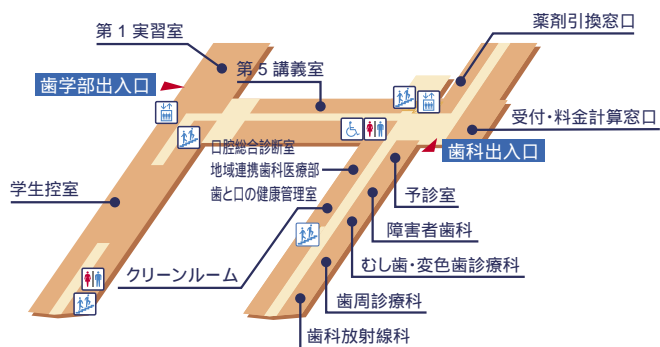 第1実習室
薬剤引換窓口
第5講義室
歯学部出入口
受付・料金計算窓口
口腔総合診断室
地域連携歯科医療部
歯と口の健康管理室
歯科出入口
学生控室
予診室
障害者歯科
クリーンルーム
むし歯・変色歯診療科
歯周診療科
歯科放射線科